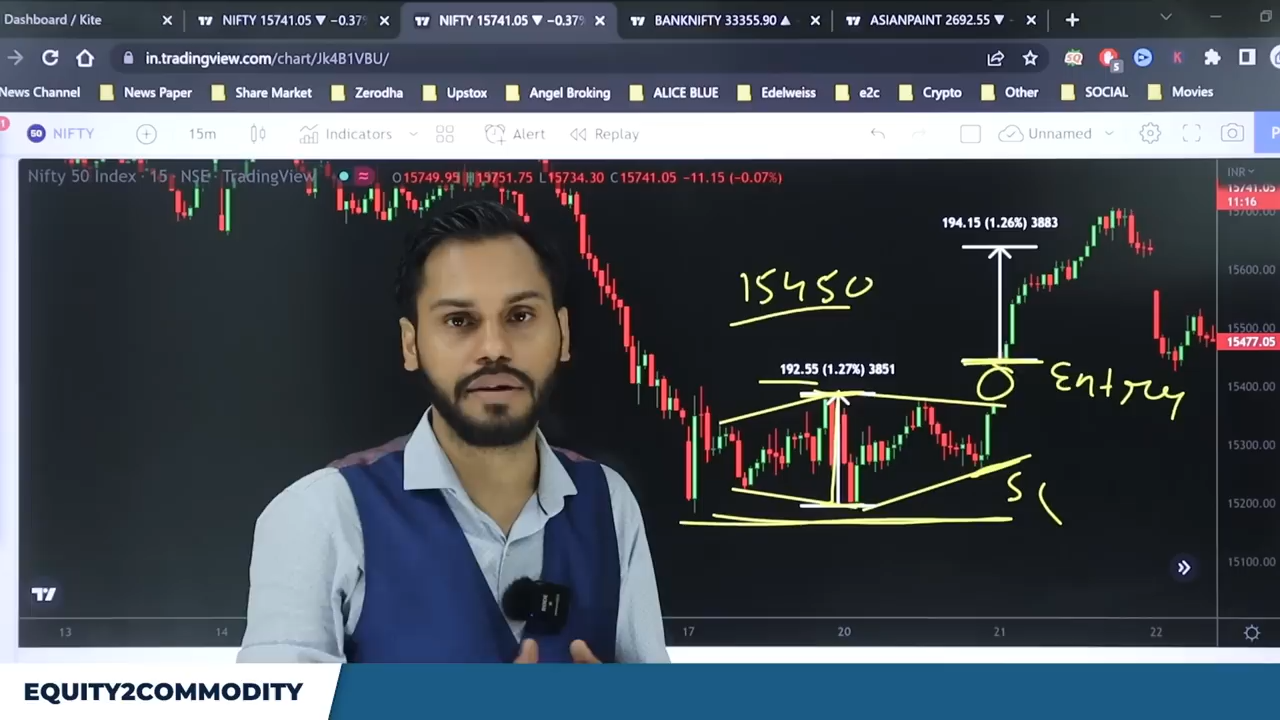 Dashboard / Kite
NIFTY 15741.05 ▼ -0.37%
NIFTY 15741.05 ▼ -0.37%
BANKNIFTY 33355.90 ▲
ASIANPAINT 2692.55 ▼ -
in.tradingview.com/chart/Jk4B1VBU/
News Channel
News Paper
Share Market
Zerodha
Upstox
Angel Broking
ALICE BLUE
Edelweiss
e2c
Crypto
Other
SOCIAL
Movies
50 NIFTY 15m Indicators Alert Replay Unnamed
Nifty 50 Index · 15 · NSE · TradingView O15749.95 H15751.75 L15734.30 C15741.05 -11.15 (-0.07%)
INR
15741.05
11:16
15700.00
194.15 (1.26%) 3883
15600.00
15450
15500.00
15477.05
192.55 (1.27%) 3851
Entry
15400.00
15300.00
SL
15200.00
15100.00
13 14 17 20 21 22
EQUITY2COMMODITY